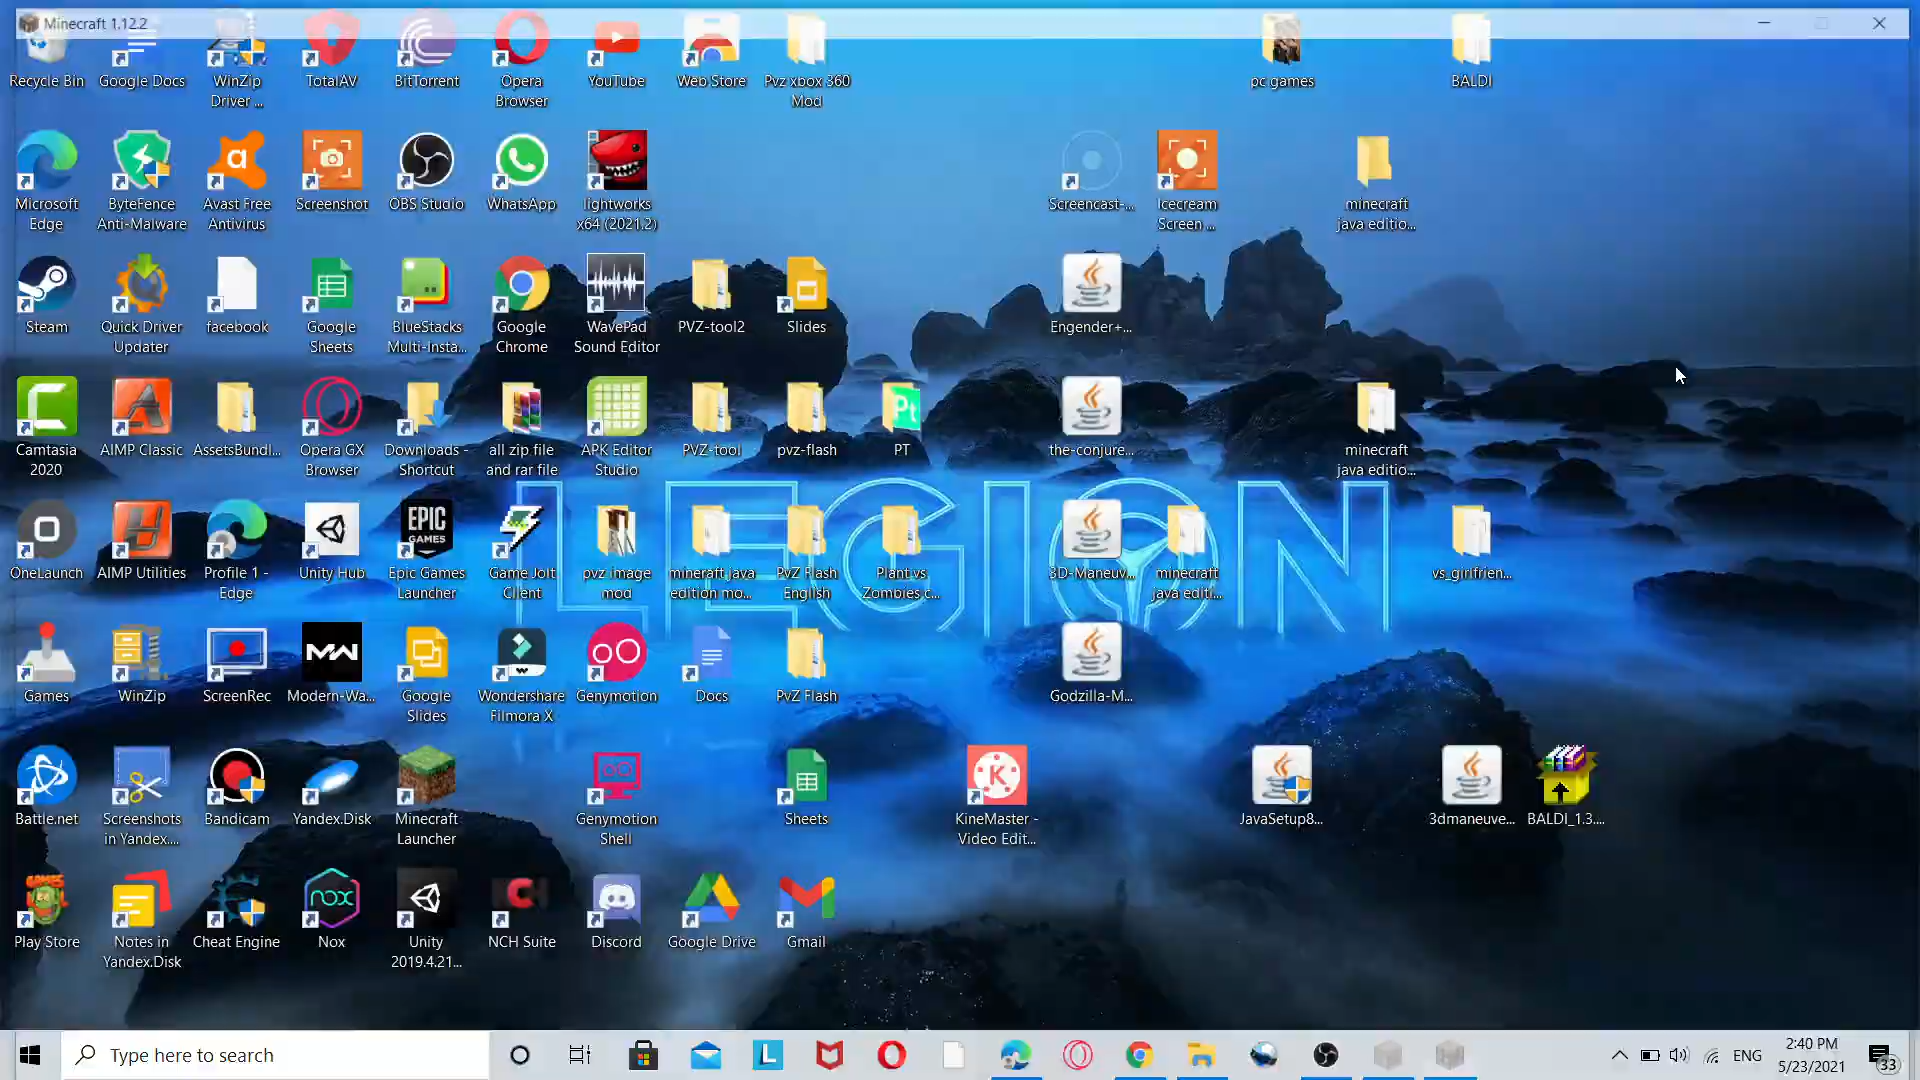 Minecraft 1.12.2
Recycle Bin
Google Docs
WinZip
Driver ...
TotalAV
BitTorrent
Opera
Browser
YouTube
Web Store
Pvz xbox 360
Mod
pc games
BALDI
Microsoft
Edge
ByteFence
Anti-Malware
Avast Free
Antivirus
Screenshot
OBS Studio
WhatsApp
lightworks
x64 (2021.2)
Screencast-...
Icecream
Screen ...
minecraft
java editio...
Steam
Quick Driver
Updater
facebook
Google
Sheets
BlueStacks
Multi-Insta...
Google
Chrome
WavePad
Sound Editor
PVZ-tool2
Slides
Engender+...
Camtasia
2020
AIMP Classic
AssetsBundl...
Opera GX
Browser
Downloads -
Shortcut
all zip file
and rar file
APK Editor
Studio
PVZ-tool
pvz-flash
Pt
PT
the-conjure...
minecraft
java editio...
LEGION
OneLaunch
AIMP Utilities
Profile 1 -
Edge
Unity Hub
EPIC
GAMES
Epic Games
Launcher
Game Jolt
Client
pvz image
mod
mineraft java
edition mo...
PvZ Flash
English
Plant vs
Zombies c...
3D-Maneuv...
minecraft
java editi...
vs_girlfrien...
Games
WinZip
ScreenRec
MW
Modern-Wa...
Google
Slides
Wondershare
Filmora X
Genymotion
Docs
PvZ Flash
Godzilla-M...
Battle.net
Screenshots
in Yandex....
Bandicam
Yandex.Disk
Minecraft
Launcher
Genymotion
Shell
Sheets
K
KineMaster -
Video Edit...
JavaSetup8...
3dmaneuve...
BALDI_1.3....
Play Store
Notes in
Yandex.Disk
Cheat Engine
nox
Nox
Unity
2019.4.21...
NCH Suite
Discord
Google Drive
Gmail
Type here to search
L
ENG
2:40 PM
5/23/2021
33